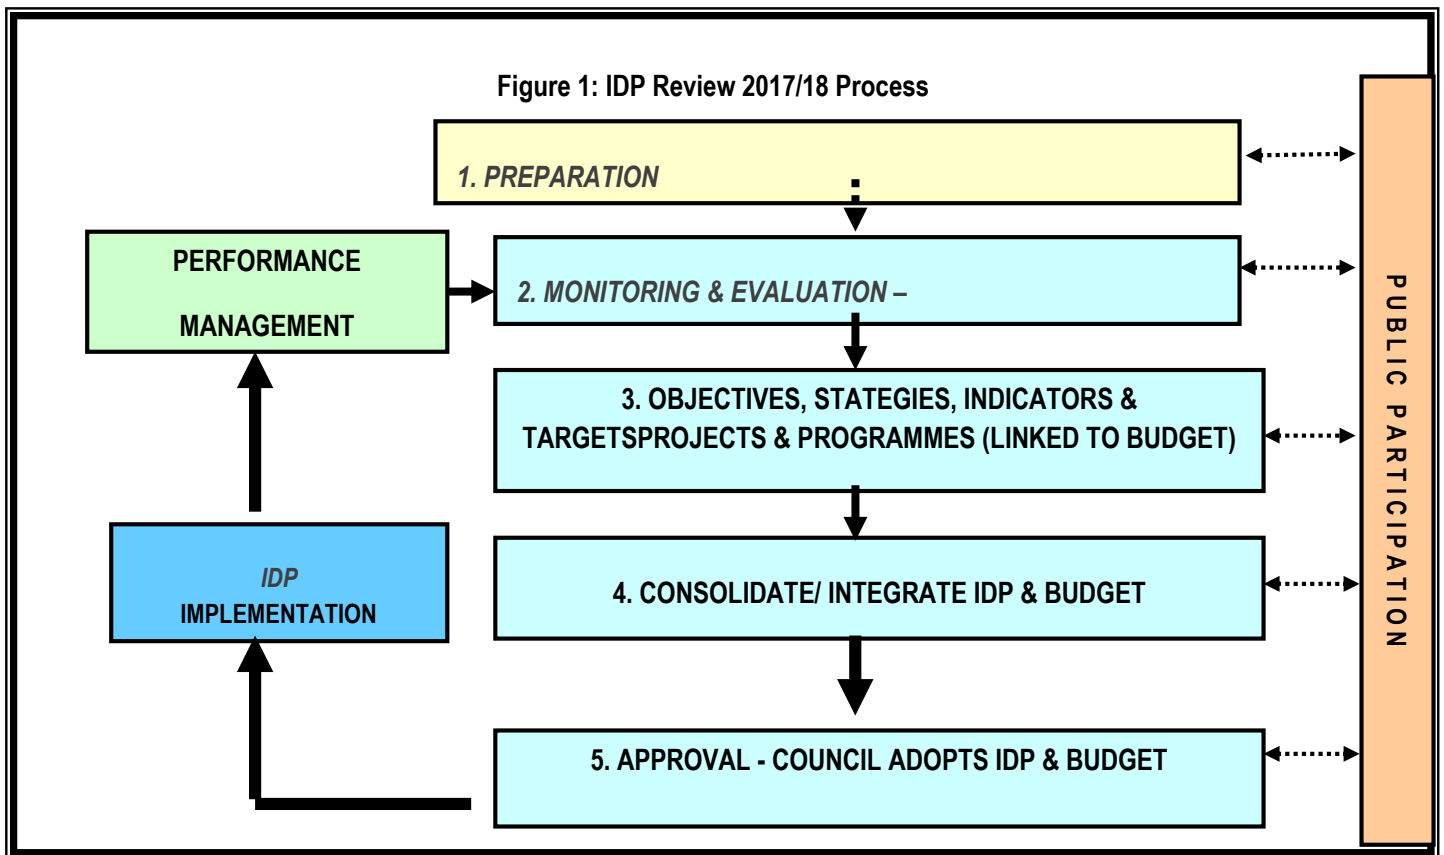 Figure 1: IDP Review 2017/18 Process
1. PREPARATION
PERFORMANCE
MANAGEMENT
2. MONITORING & EVALUATION –
3. OBJECTIVES, STATEGIES, INDICATORS &
TARGETSPROJECTS & PROGRAMMES (LINKED TO BUDGET)
IDP
IMPLEMENTATION
4. CONSOLIDATE/ INTEGRATE IDP & BUDGET
5. APPROVAL - COUNCIL ADOPTS IDP & BUDGET
PUBLIC PARTICIPATION